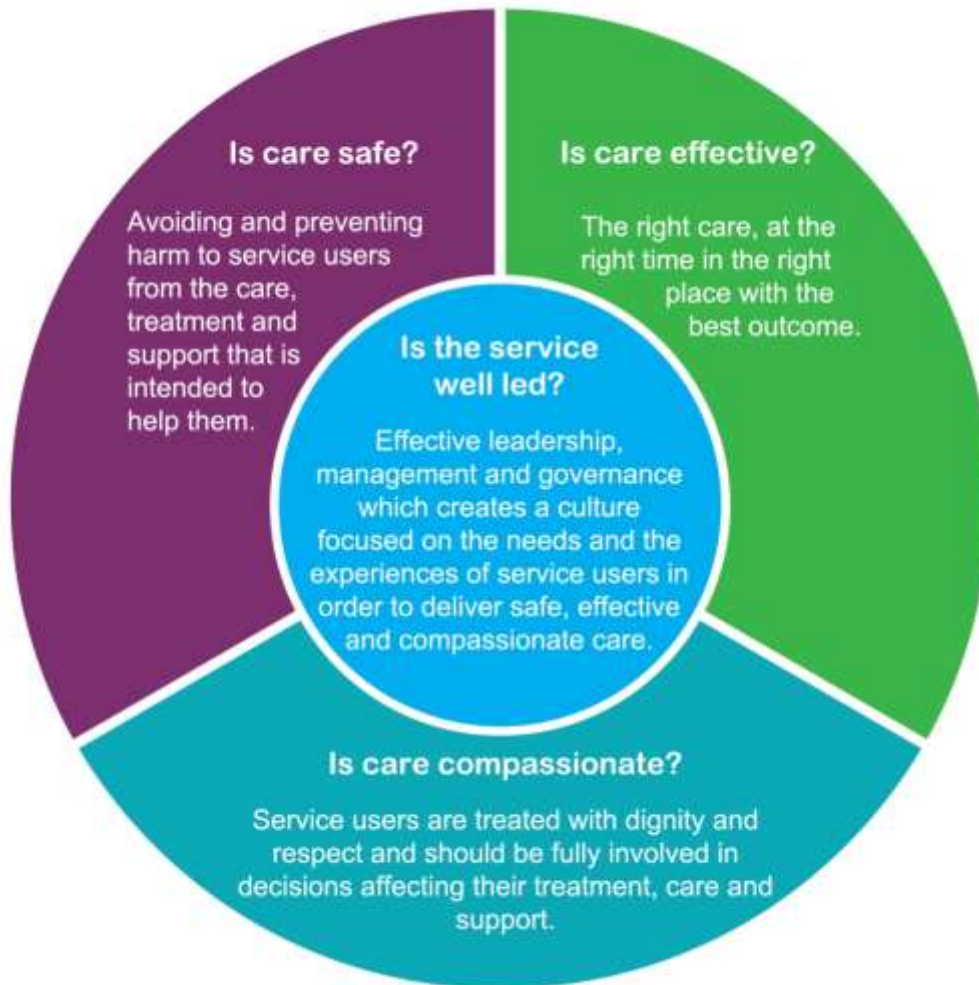 Is care safe?
Avoiding and preventing
harm to service users
from the care,
treatment and
support that is
intended to
help them.
Is care effective?
The right care, at the
right time in the right
place with the
best outcome.
Is the service
well led?
Effective leadership,
management and governance
which creates a culture
focused on the needs and the
experiences of service users in
order to deliver safe, effective
and compassionate care.
Is care compassionate?
Service users are treated with dignity and
respect and should be fully involved in
decisions affecting their treatment, care and
support.